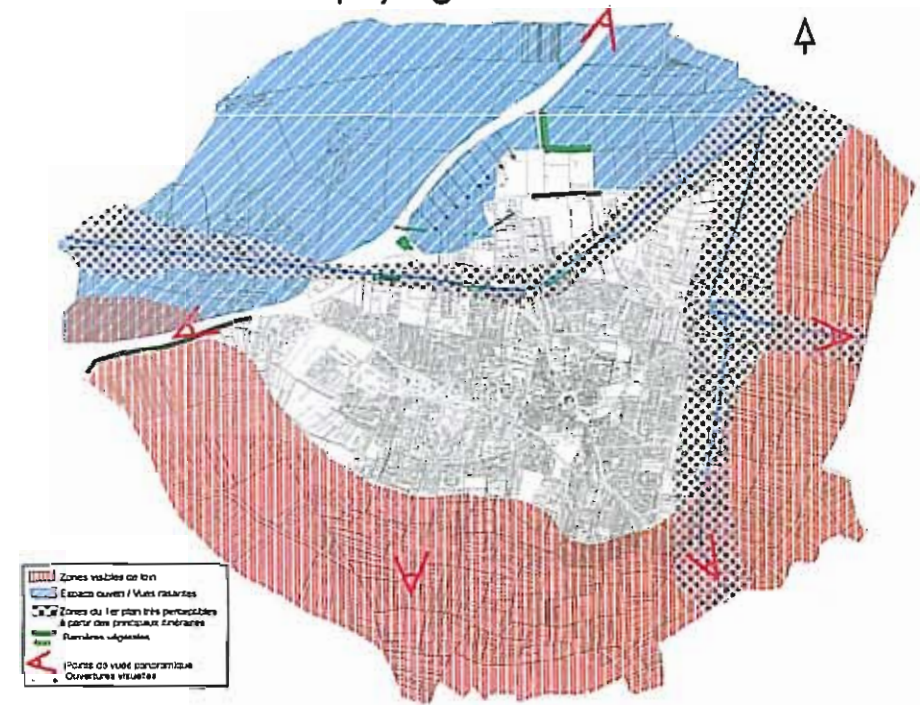 Zones visibles de loin
Espace ouvert / Vues rasantes
Zones du 1er plan très perceptibles
à partir des principaux itinéraires
Barrières végétales
Points de vues panoramique
Ouvertures visuelles